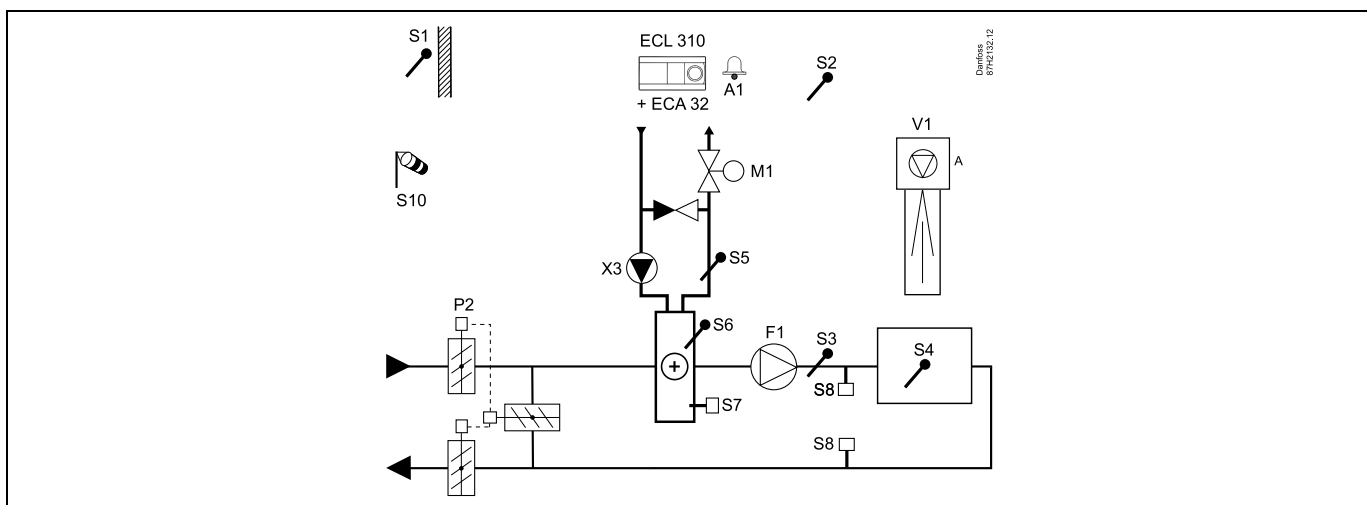 S1
ECL 310
A1
+ ECA 32
S2
Danfoss
87H2132.12
V1
A
S10
M1
X3
S5
P2
S6
F1
S3
S4
S8
S7
S8